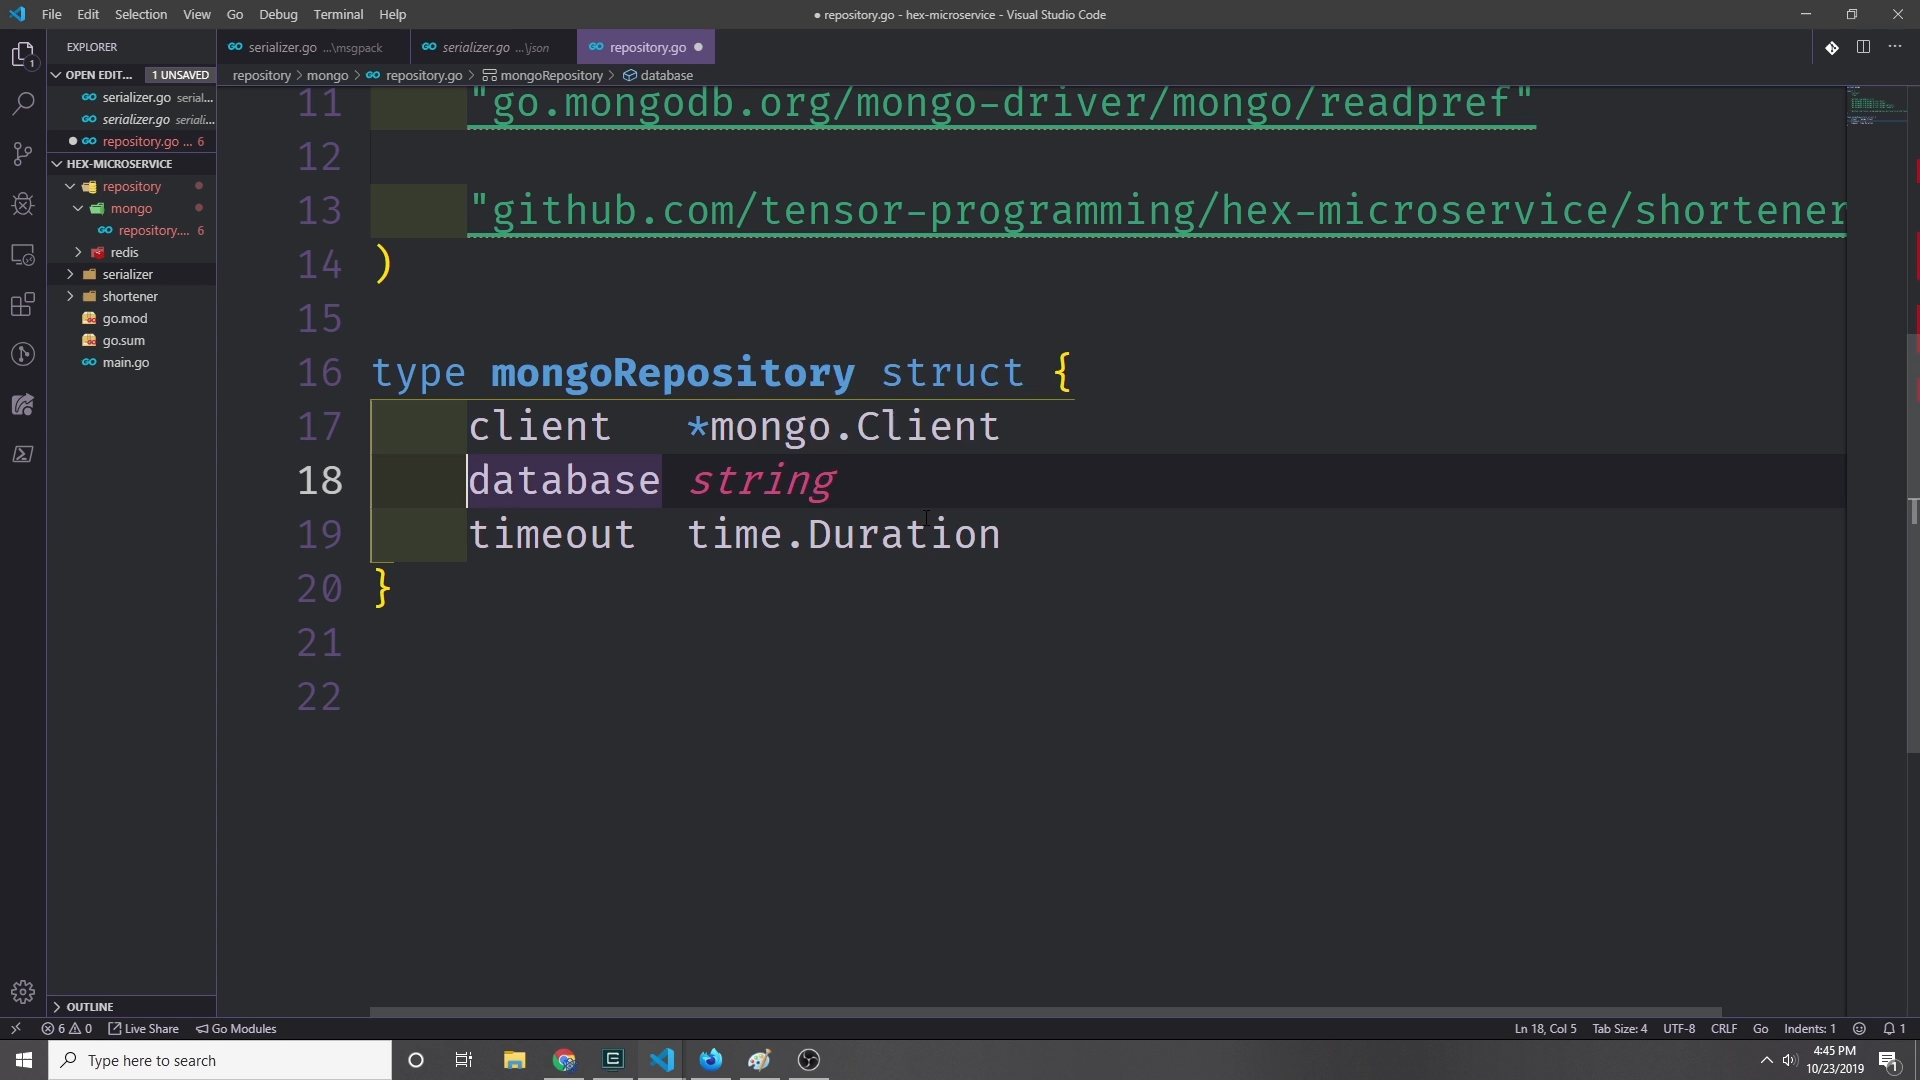 File Edit Selection View Go Debug Terminal Help
● repository.go - hex-microservice - Visual Studio Code
EXPLORER
serializer.go ...\msgpack
serializer.go ...\json
repository.go ●
OPEN EDIT... 1 UNSAVED
serializer.go serial...
serializer.go seriali...
● repository.go ... 6
HEX-MICROSERVICE
repository
mongo
repository.... 6
redis
serializer
shortener
go.mod
go.sum
main.go
OUTLINE
repository > mongo > repository.go > mongoRepository > database
11 "go.mongodb.org/mongo-driver/mongo/readpref"
12
13 "github.com/tensor-programming/hex-microservice/shortener
14 )
15
16 type mongoRepository struct {
17 client *mongo.Client
18 database string
19 timeout time.Duration
20 }
21
22
6 0 Live Share Go Modules
Ln 18, Col 5 Tab Size: 4 UTF-8 CRLF Go Indents: 1 1
Type here to search
4:45 PM
10/23/2019
1